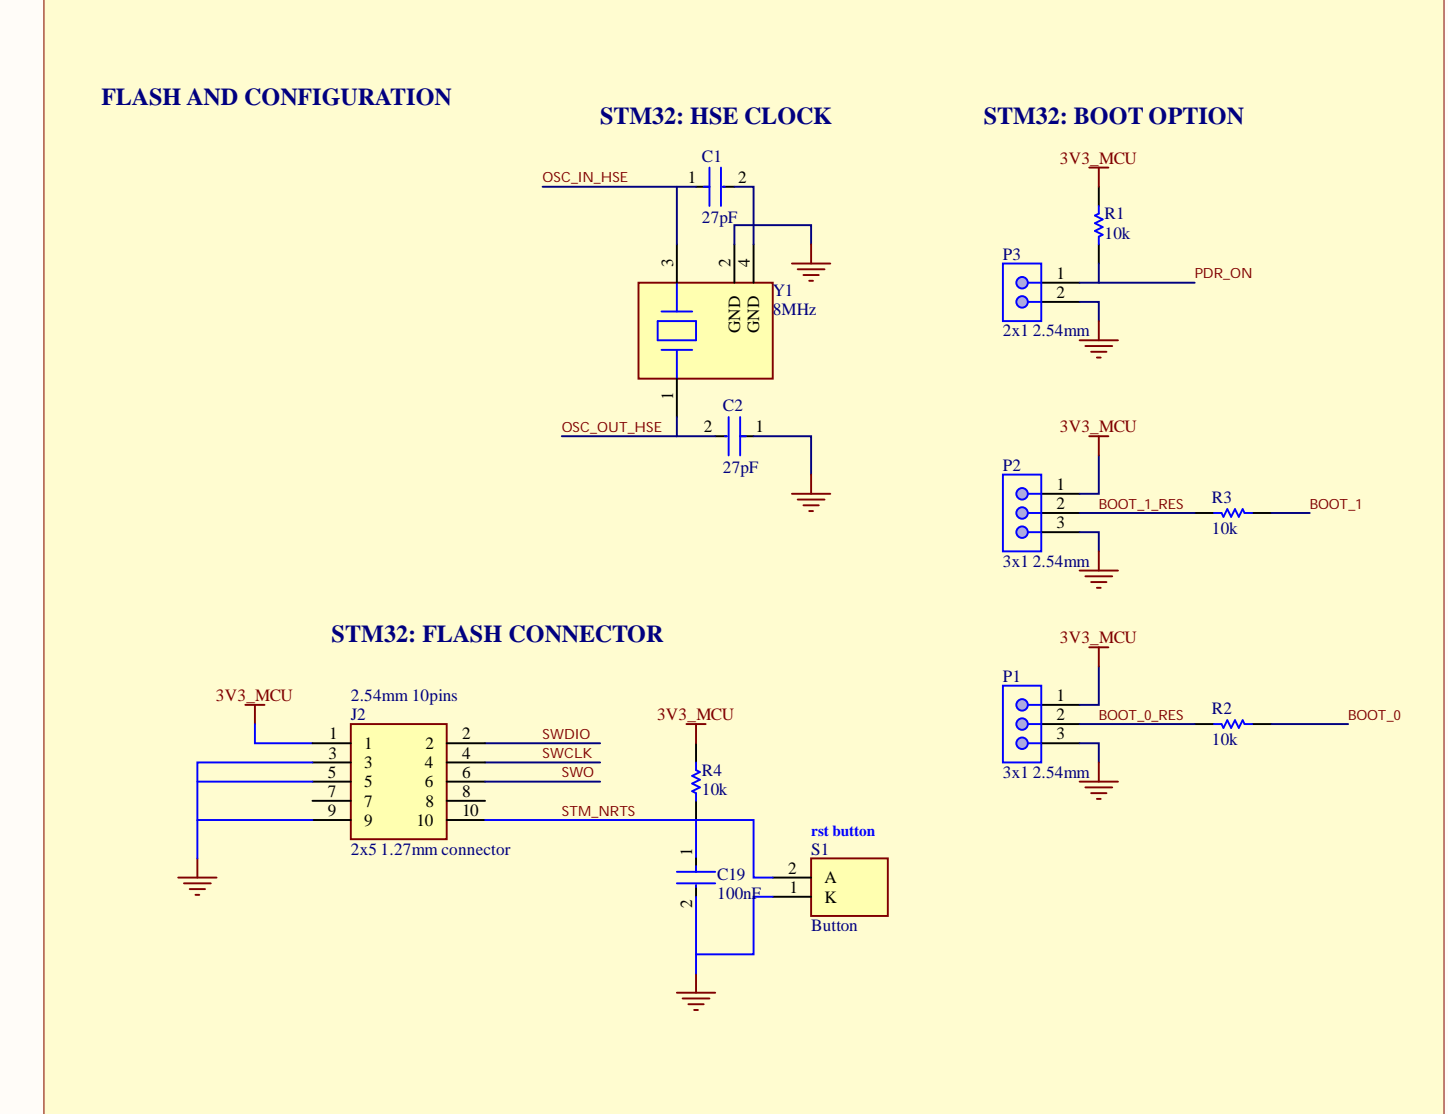 FLASH AND CONFIGURATION
STM32: HSE CLOCK
OSC_IN_HSE
C1
1
2
27pF
3
2
4
GND
GND
Y1
8MHz
1
OSC_OUT_HSE
C2
2
1
27pF
STM32: BOOT OPTION
3V3_MCU
R1
10k
P3
1
2
PDR_ON
2x1 2.54mm
3V3_MCU
P2
1
2
3
BOOT_1_RES
R3
10k
BOOT_1
3x1 2.54mm
3V3_MCU
P1
1
2
3
BOOT_0_RES
R2
10k
BOOT_0
3x1 2.54mm
STM32: FLASH CONNECTOR
3V3_MCU
2.54mm 10pins
J2
1 1 2 2 SWDIO
3 3 4 4 SWCLK
5 5 6 6 SWO
7 7 8 8
9 9 10 10 STM_NRTS
2x5 1.27mm connector
3V3_MCU
R4
10k
1
C19
100nF
2
rst button
S1
2 A
1 K
Button